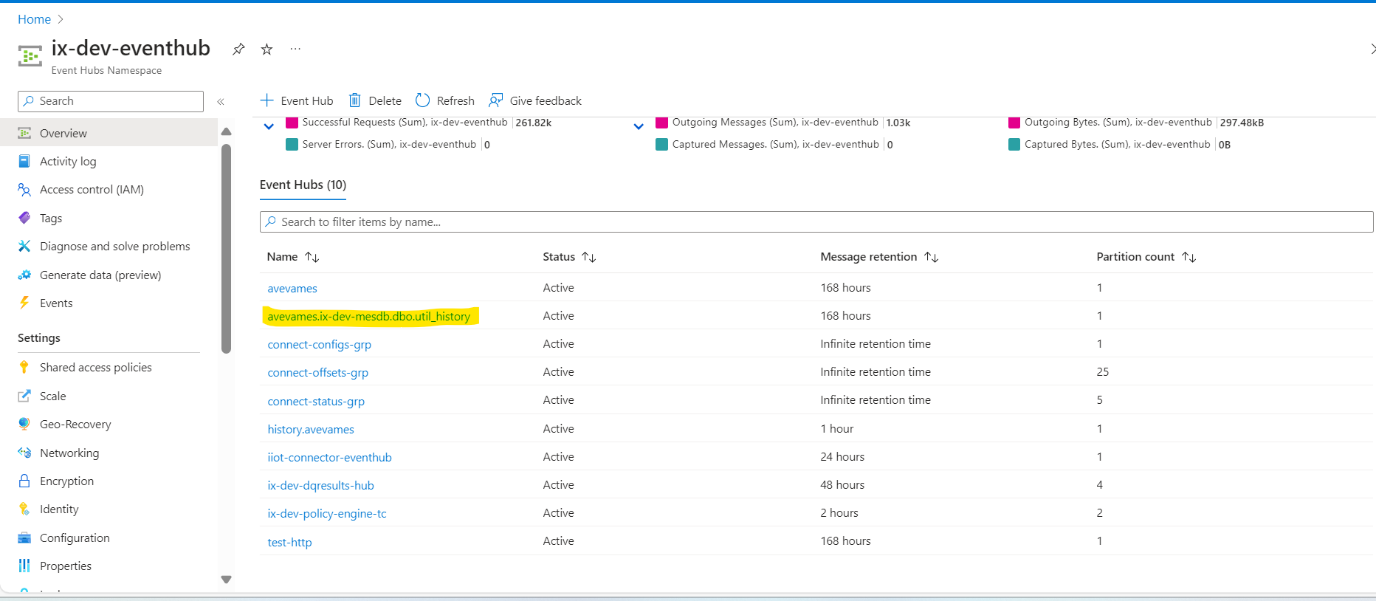 Home
ix-dev-eventhub
Event Hubs Namespace
Search
Event Hub Delete Refresh Give feedback
Overview
Activity log
Access control (IAM)
Tags
Diagnose and solve problems
Generate data (preview)
Events
Settings
Shared access policies
Scale
Geo-Recovery
Networking
Encryption
Identity
Configuration
Properties
Successful Requests (Sum), ix-dev-eventhub 261.82k
Server Errors. (Sum), ix-dev-eventhub 0
Outgoing Messages (Sum), ix-dev-eventhub 1.03k
Captured Messages. (Sum), ix-dev-eventhub 0
Outgoing Bytes. (Sum), ix-dev-eventhub 297.48kB
Captured Bytes. (Sum), ix-dev-eventhub 0B
Event Hubs (10)
Search to filter items by name...
Name Status Message retention Partition count
avevames Active 168 hours 1
avevames.ix-dev-mesdb.dbo.util_history Active 168 hours 1
connect-configs-grp Active Infinite retention time 1
connect-offsets-grp Active Infinite retention time 25
connect-status-grp Active Infinite retention time 5
history.avevames Active 1 hour 1
iiot-connector-eventhub Active 24 hours 1
ix-dev-dqresults-hub Active 48 hours 4
ix-dev-policy-engine-tc Active 2 hours 2
test-http Active 168 hours 1